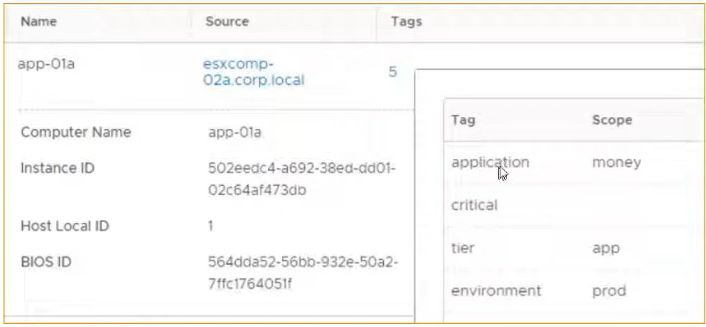 Name Source Tags
app-01a esxcomp-02a.corp.local 5
Computer Name app-01a
Instance ID 502eedc4-a692-38ed-dd01-02c64af473db
Host Local ID 1
BIOS ID 564dda52-56bb-932e-50a2-7ffc1764051f
Tag Scope
application money
critical
tier app
environment prod